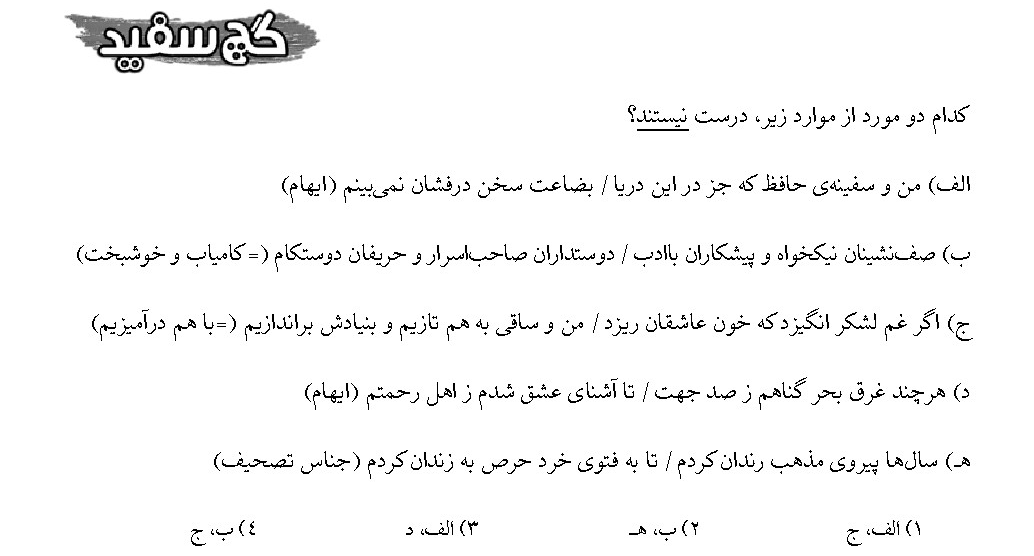 گچ سفید
کدام دو مورد از موارد زیر، درست نیستند؟
الف) من و سفینه‌ی حافظ که جز در این دریا / بضاعت سخن درفشان نمی‌بینم (ایهام)
ب) صف‌نشینان نیکخواه و پیشکاران باادب / دوستداران صاحب‌اسرار و حریفان دوستکام (= کامیاب و خوشبخت)
ج) اگر غم لشکر انگیزد که خون عاشقان ریزد / من و ساقی به هم تازیم و بنیادش براندازیم (=با هم درآمیزیم)
د) هرچند غرق بحر گناهم ز صد جهت / تا آشنای عشق شدم ز اهل رحمتم (ایهام)
هـ) سال‌ها پیروی مذهب رندان کردم / تا به فتوی خرد حرص به زندان کردم (جناس تصحیف)
۱) الف، ج ۲) ب، هـ ۳) الف، د ۴) ب، ج